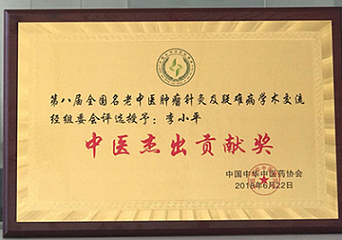 第八届全国名老中医肿瘤针灸及疑难病学术交流
经组委会评选授予：李小平
中医杰出贡献奖
中国中华中医药协会
2018年6月22日